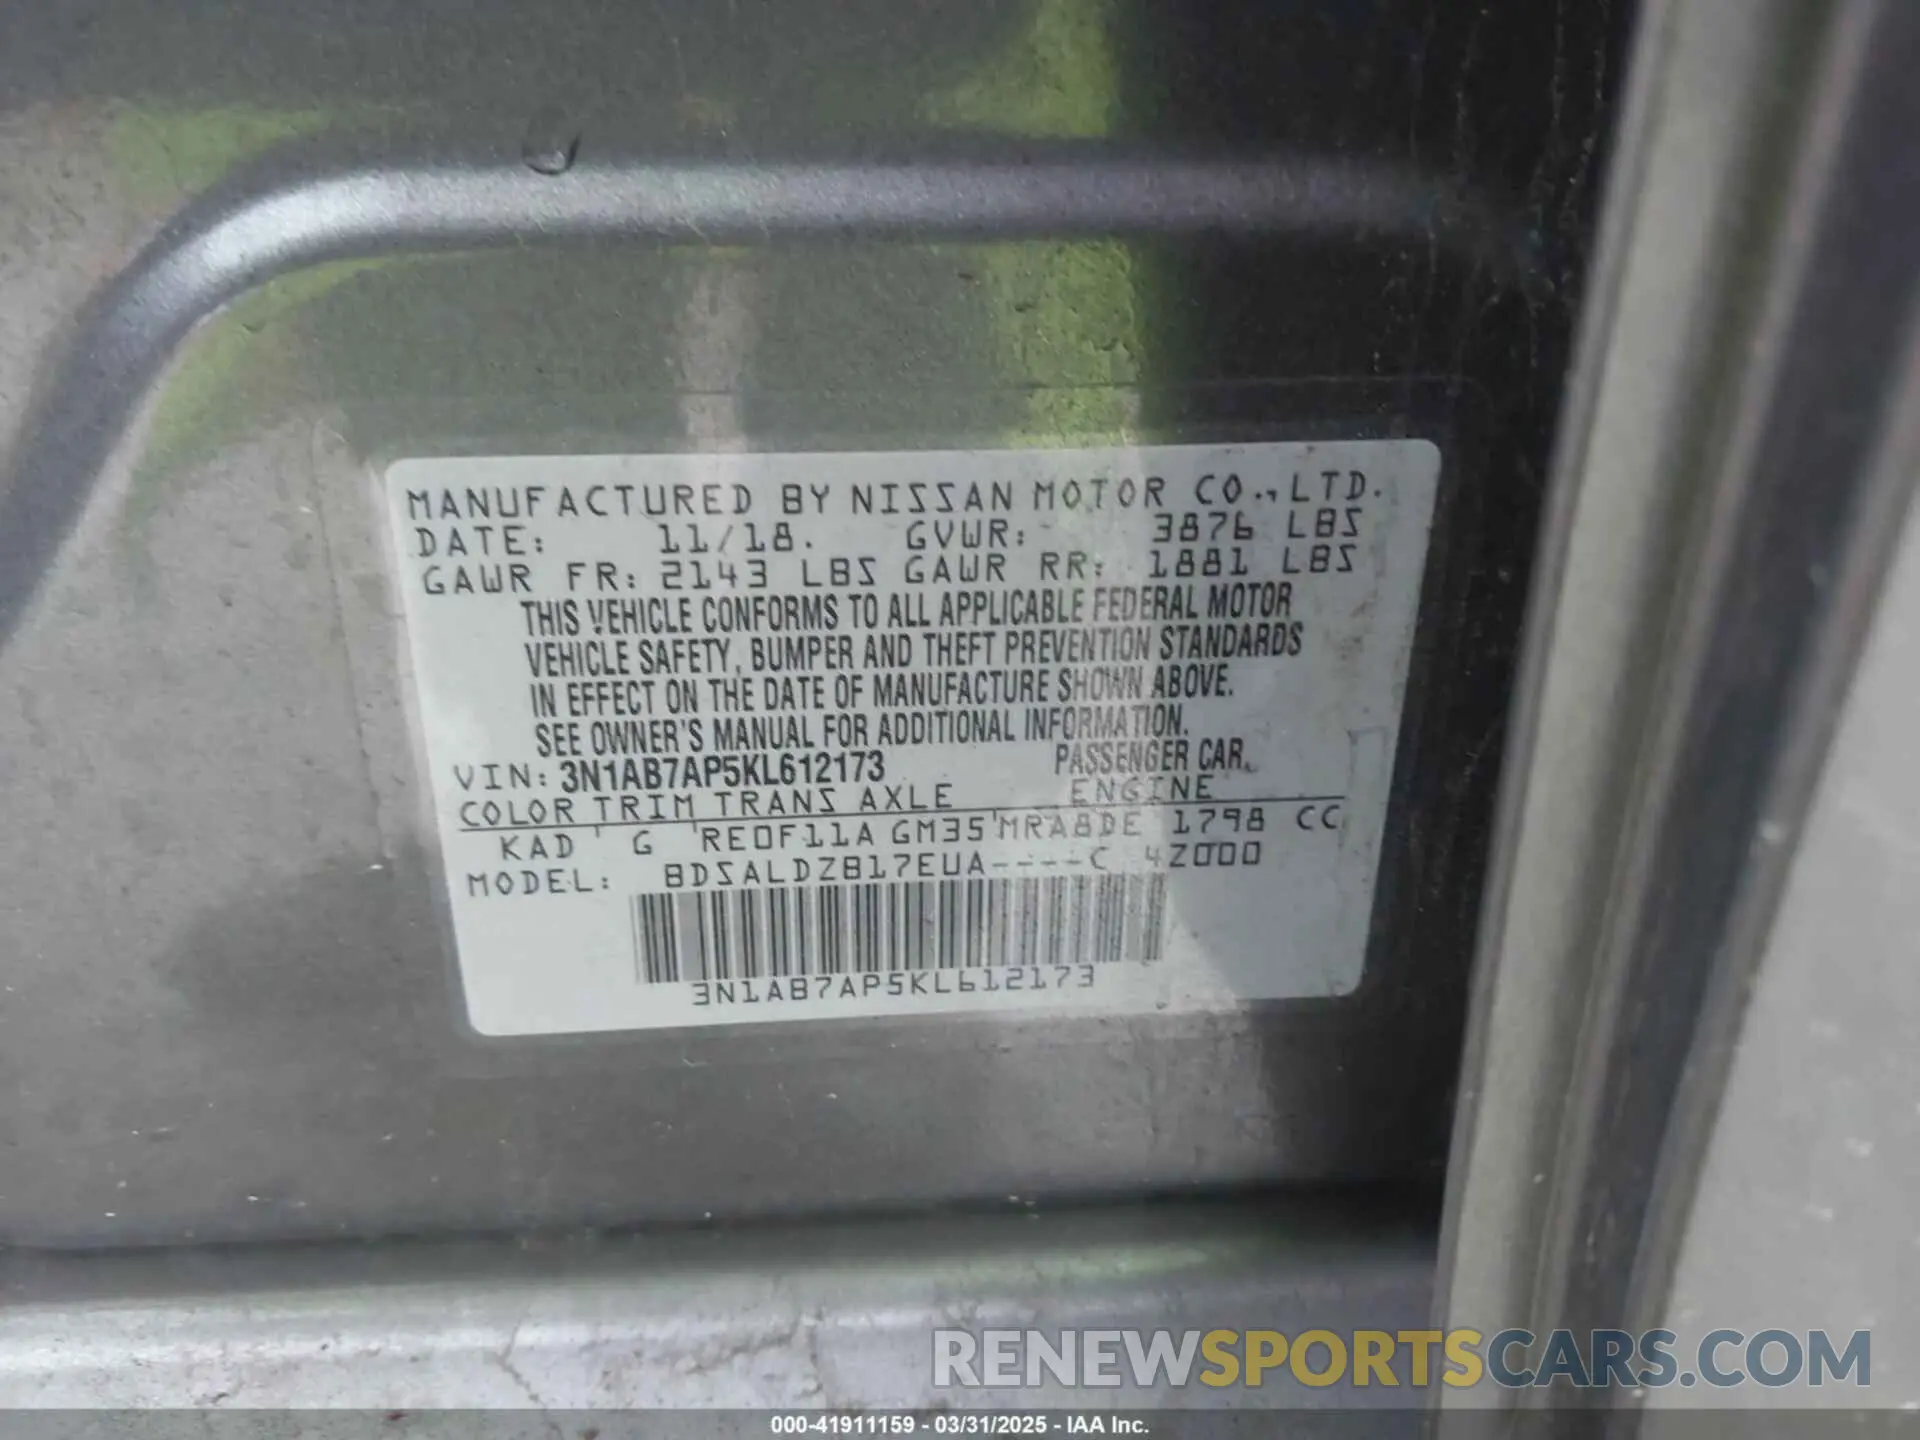 MANUFACTURED BY NISSAN MOTOR CO., LTD.
DATE: 11/18. GVWR: 3876 LBS
GAWR FR: 2143 LBS GAWR RR: 1881 LBS
THIS VEHICLE CONFORMS TO ALL APPLICABLE FEDERAL MOTOR
VEHICLE SAFETY, BUMPER AND THEFT PREVENTION STANDARDS
IN EFFECT ON THE DATE OF MANUFACTURE SHOWN ABOVE.
SEE OWNER'S MANUAL FOR ADDITIONAL INFORMATION.
VIN: 3N1AB7AP5KL612173 PASSENGER CAR
COLOR TRIM TRANS AXLE ENGINE
KAD G RE0F11A GM35 MRA8DE 1798 CC
MODEL: BDSALDZB17EUA----C 4Z000
3N1AB7AP5KL612173
RENEWSPORTSCARS.COM
000-41911159 - 03/31/2025 - IAA Inc.